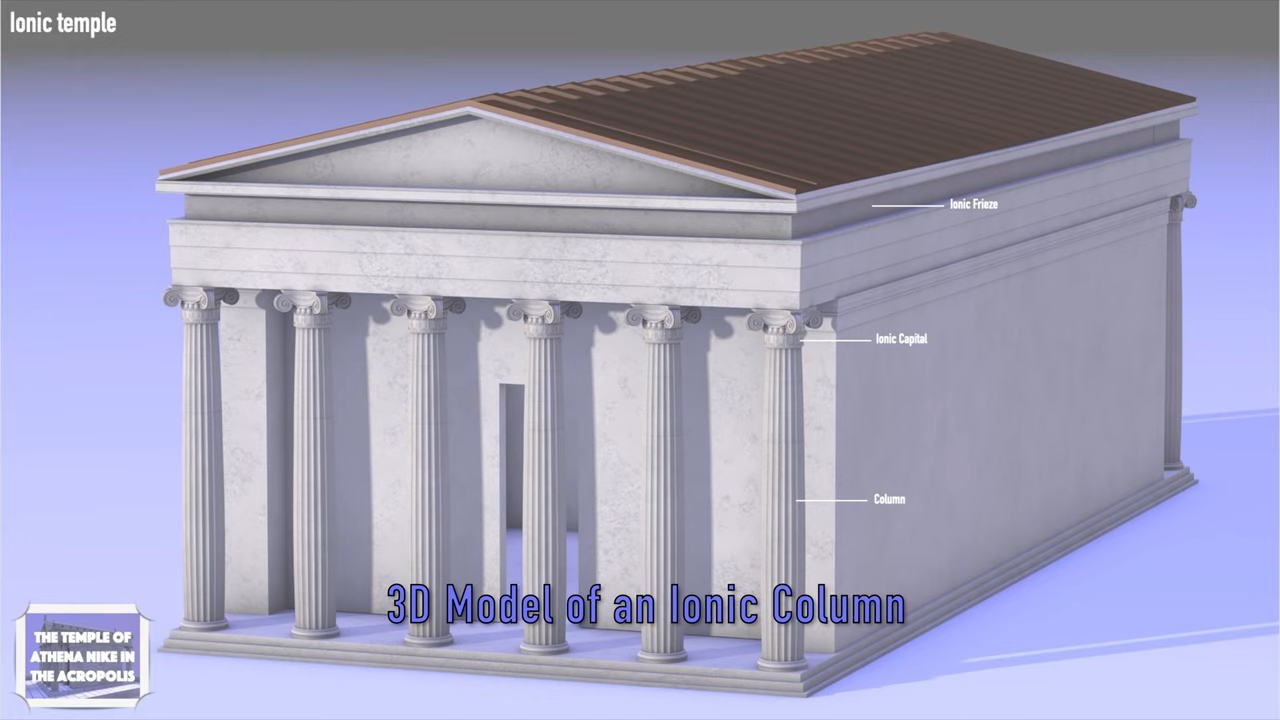 Ionic temple
Ionic Frieze
Ionic Capital
Column
3D Model of an Ionic Column
THE TEMPLE OF
ATHENA NIKE IN
THE ACROPOLIS